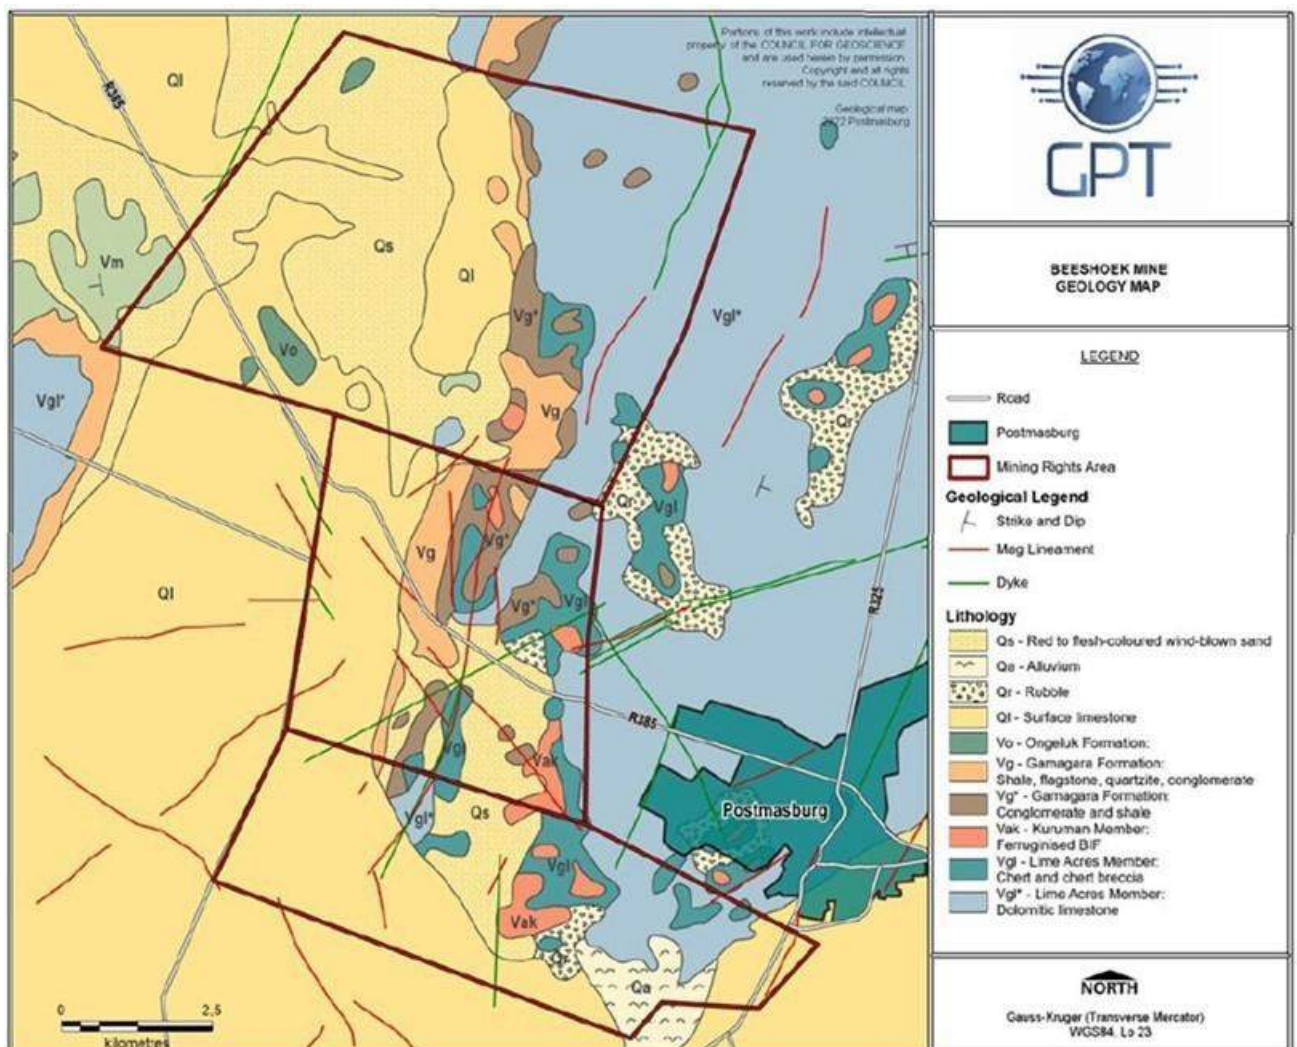 Portions of this work include intellectual
property of the COUNCIL FOR GEOSCIENCE
and are used herein by permission.
Copyright and all rights
reserved by the said COUNCIL
Geological map:
Postmasburg
Ql
R385
Qs
Ql
Vm
Vo
Vg*
Vgl*
Vgl*
Vg
Qr
Qr
Vgl
Vg*
Vg
Vg*
Vgl
Ql
R325
R385
Vgl
Vak
Vgl*
Qs
Postmasburg
Vgl
Vak
Qr
Qa
0 2,5
kilometres
GPT
BEESHOEK MINE
GEOLOGY MAP
LEGEND
Road
Postmasburg
Mining Rights Area
Geological Legend
Strike and Dip
Mag Lineament
Dyke
Lithology
Qs - Red to flesh-coloured wind-blown sand
Qa - Alluvium
Qr - Rubble
Ql - Surface limestone
Vo - Ongeluk Formation:
Vg - Gamagara Formation:
Shale, flagstone, quartzite, conglomerate
Vg* - Gamagara Formation:
Conglomerate and shale
Vak - Kuruman Member:
Ferruginised BIF
Vgl - Lime Acres Member:
Chert and chert breccia
Vgl* - Lime Acres Member:
Dolomitic limestone
NORTH
Gauss-Kruger (Transverse Mercator)
WGS84, Lo 23